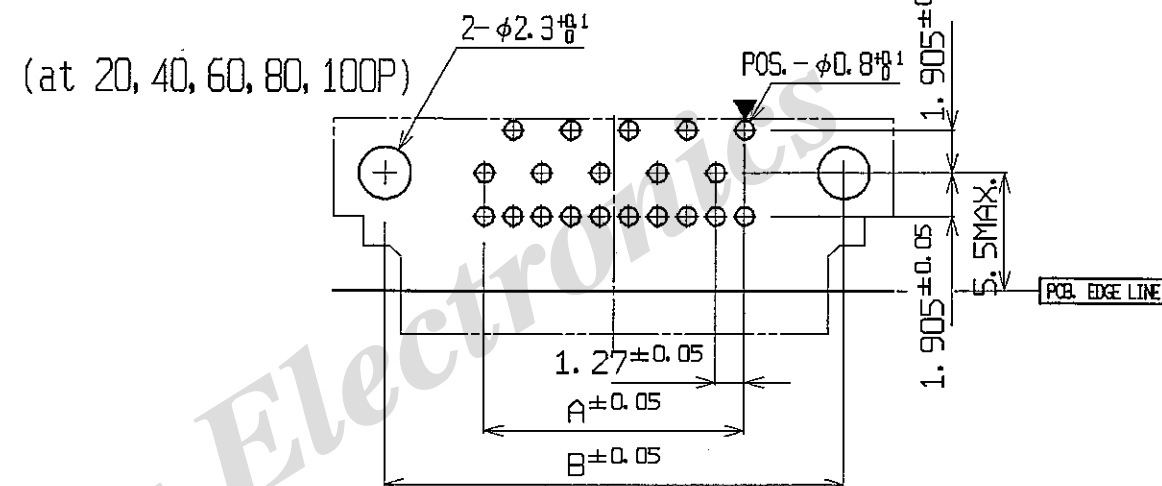 2-φ2.3 +0.1 0
(at 20, 40, 60, 80, 100P)
POS.-φ0.8 +0.1 0
1.905±0
5.5MAX.
1.905±0.05
PCB. EDGE LINE
1.27±0.05
A±0.05
B±0.05
Electronics